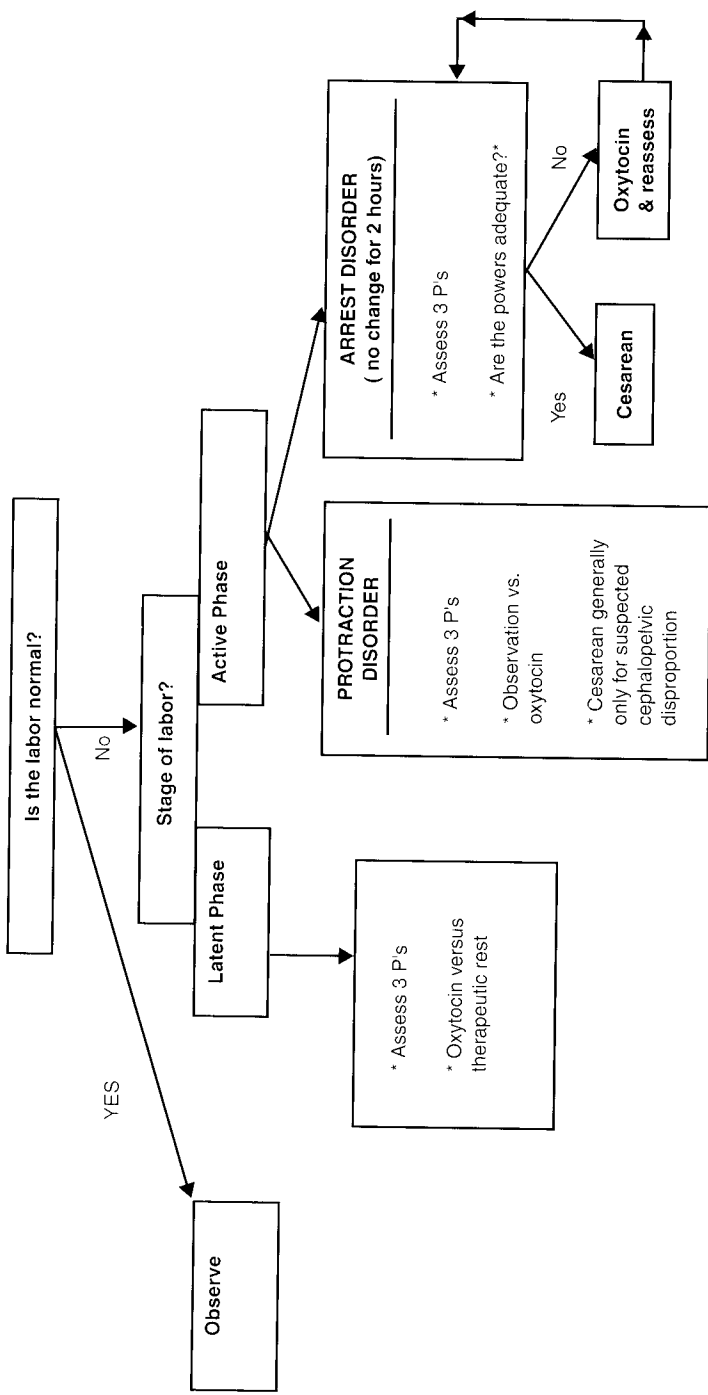 Is the labor normal?
YES
No
Observe
Stage of labor?
Latent Phase
Active Phase
* Assess 3 P's
* Oxytocin versus
therapeutic rest
PROTRACTION
DISORDER
* Assess 3 P's
* Observation vs.
oxytocin
* Cesarean generally
only for suspected
cephalopelvic
disproportion
ARREST DISORDER
( no change for 2 hours)
* Assess 3 P's
* Are the powers adequate?*
Yes
No
Cesarean
Oxytocin
& reassess